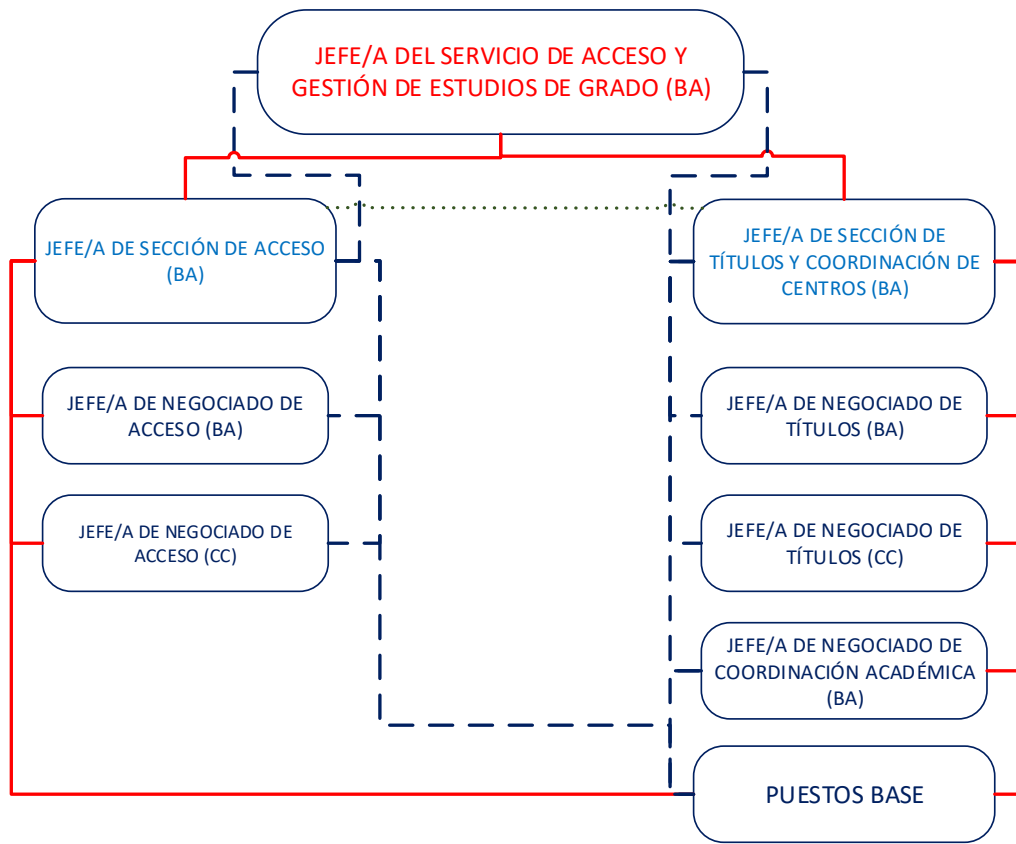 JEFE/A DEL SERVICIO DE ACCESO Y
GESTIÓN DE ESTUDIOS DE GRADO (BA)
JEFE/A DE SECCIÓN DE ACCESO
(BA)
JEFE/A DE SECCIÓN DE
TÍTULOS Y COORDINACIÓN DE
CENTROS (BA)
JEFE/A DE NEGOCIADO DE
ACCESO (BA)
JEFE/A DE NEGOCIADO DE
TÍTULOS (BA)
JEFE/A DE NEGOCIADO DE
ACCESO (CC)
JEFE/A DE NEGOCIADO DE
TÍTULOS (CC)
JEFE/A DE NEGOCIADO DE
COORDINACIÓN ACADÉMICA
(BA)
PUESTOS BASE